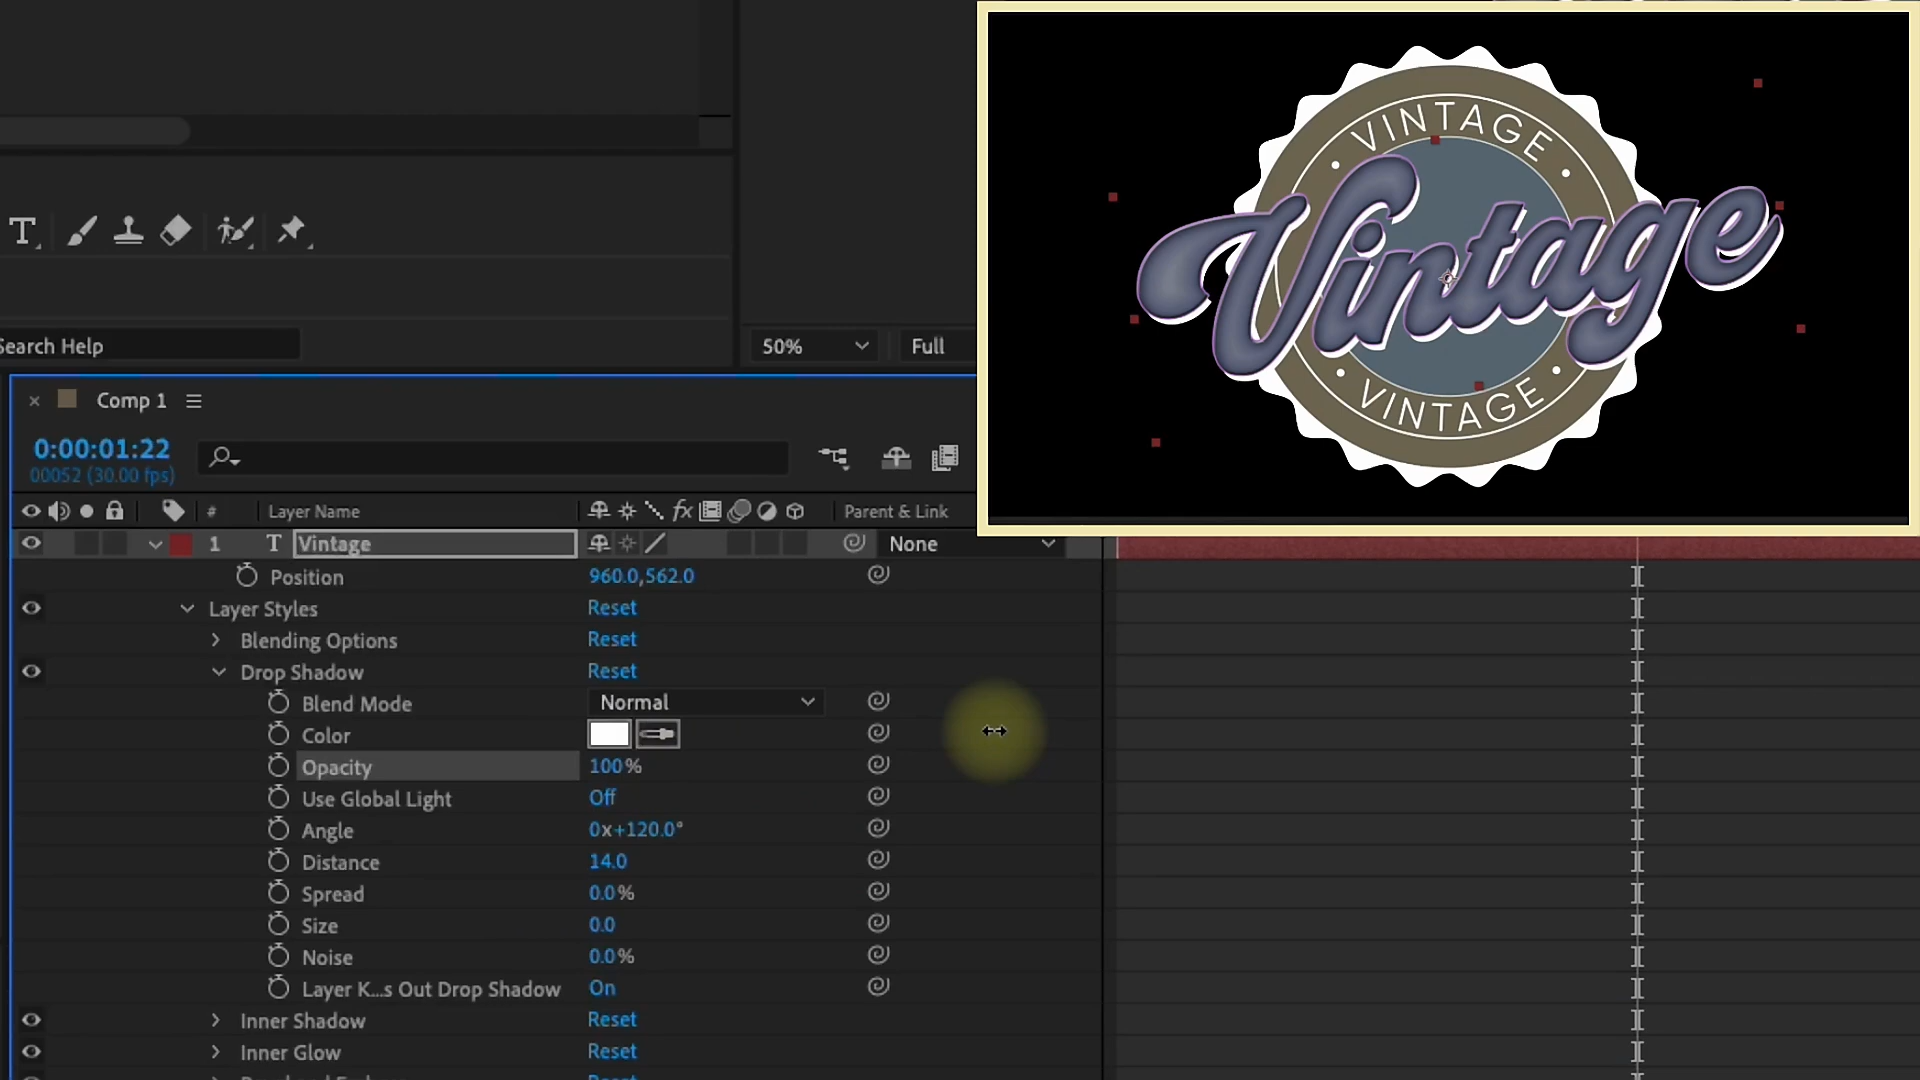 VINTAGE
Vintage
VINTAGE
T
Search Help
50%
Full
Comp 1
0:00:01:22
00052 (30.00 fps)
# Layer Name fx Parent & Link
1 T Vintage None
Position 960.0,562.0
Layer Styles Reset
Blending Options Reset
Drop Shadow Reset
Blend Mode Normal
Color
Opacity 100%
Use Global Light Off
Angle 0x+120.0°
Distance 14.0
Spread 0.0%
Size 0.0
Noise 0.0%
Layer K...s Out Drop Shadow On
Inner Shadow Reset
Inner Glow Reset